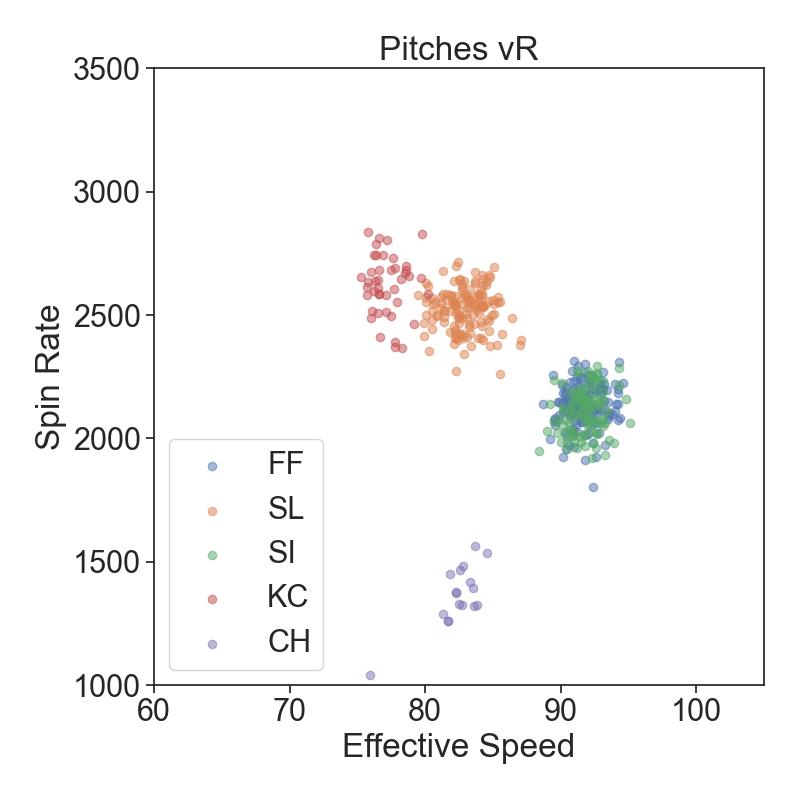 Pitches vR
3500
3000
2500
2000
1500
1000
Spin Rate
FF
SL
SI
KC
CH
60 70 80 90 100
Effective Speed